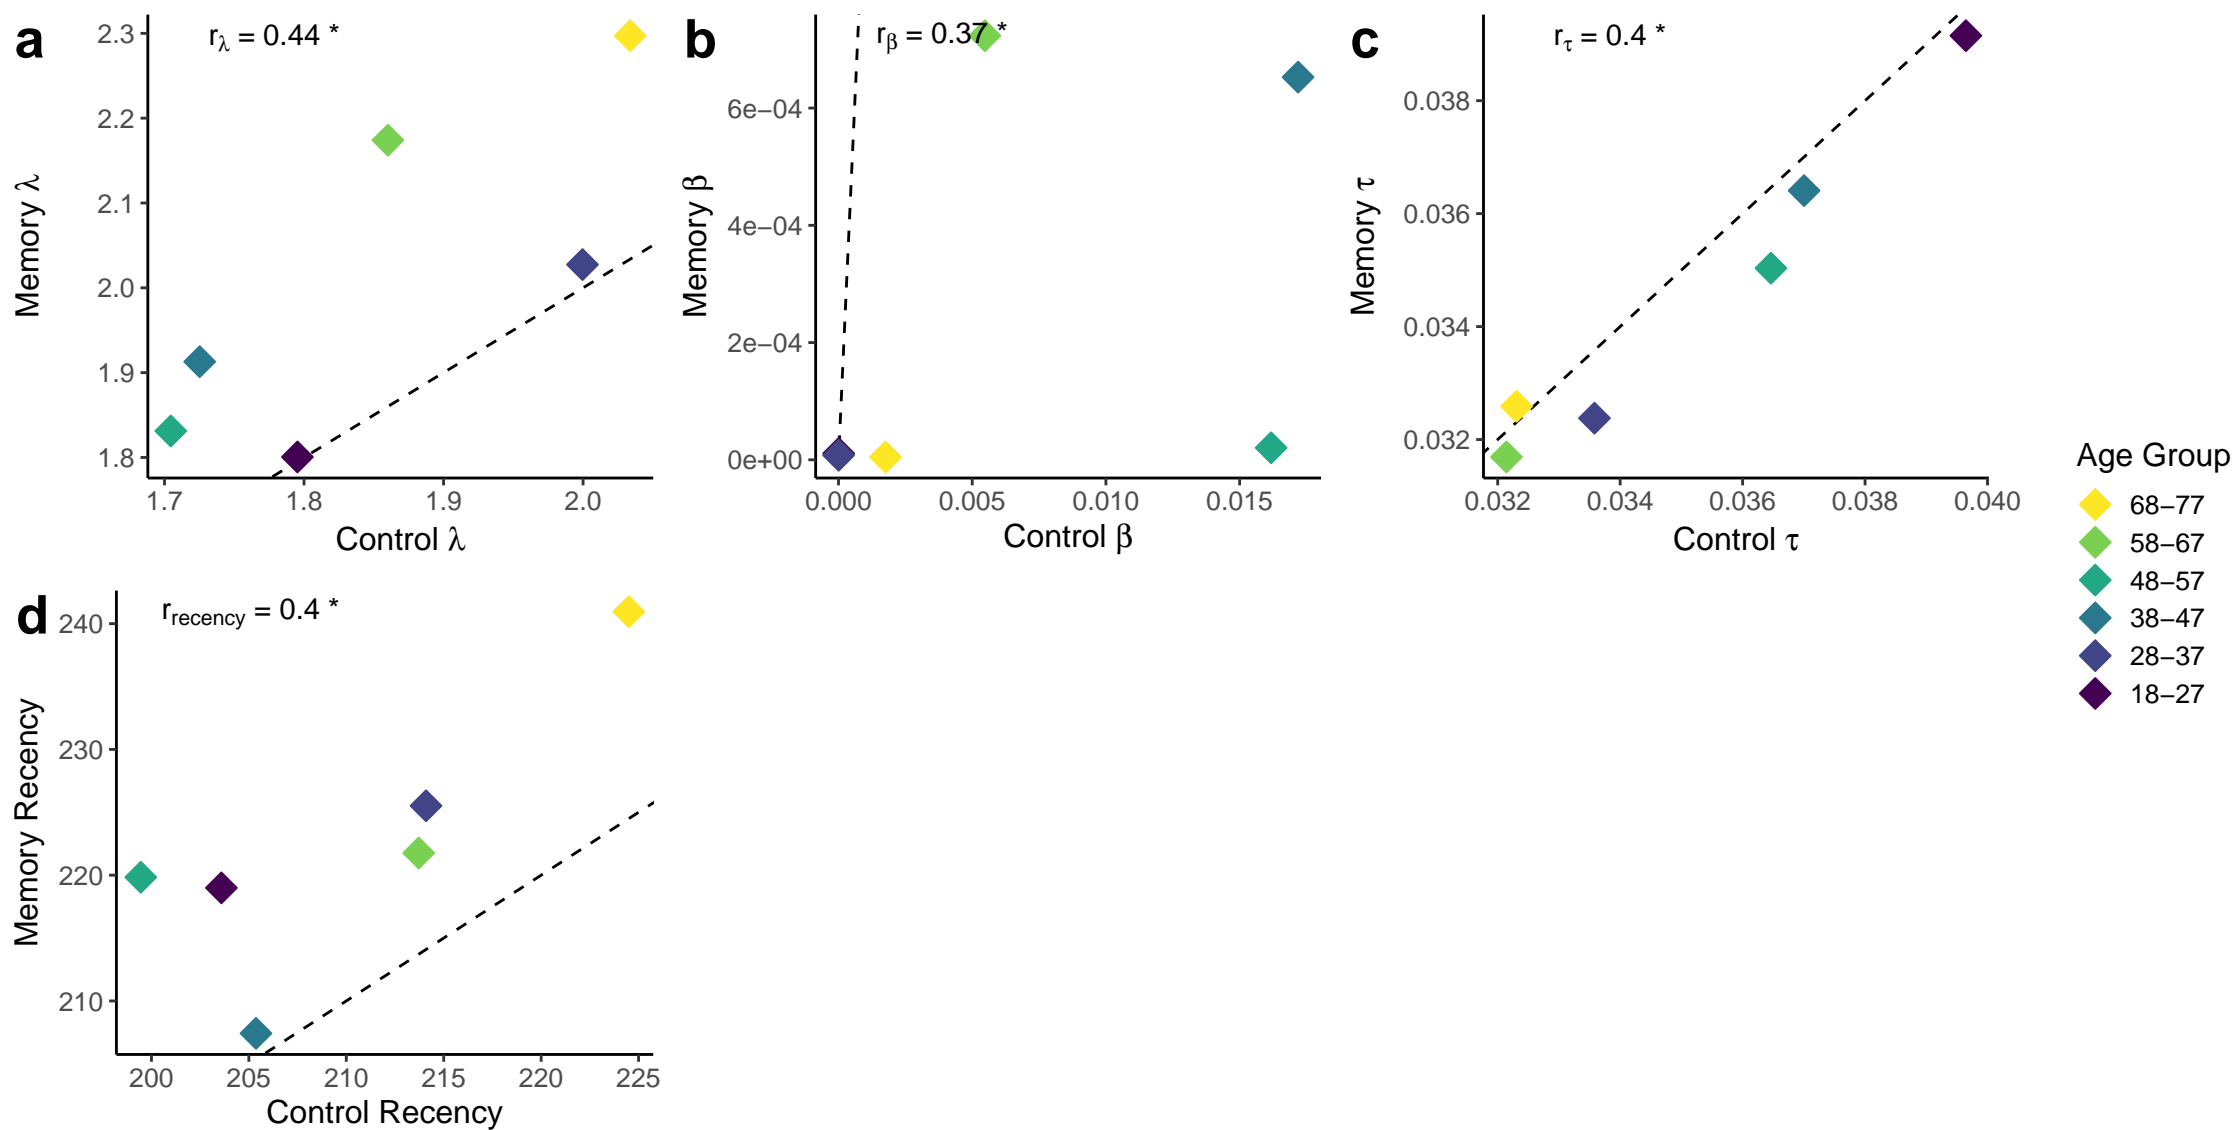 a
r_λ = 0.44 *
2.3
2.2
2.1
2.0
1.9
1.8
Memory λ
1.7 1.8 1.9 2.0
Control λ
b
r_β = 0.37 *
6e−04
4e−04
2e−04
0e+00
Memory β
0.000 0.005 0.010 0.015
Control β
c
r_τ = 0.4 *
0.038
0.036
0.034
0.032
Memory τ
0.032 0.034 0.036 0.038 0.040
Control τ
Age Group
68−77
58−67
48−57
38−47
28−37
18−27
d
r_recency = 0.4 *
240
230
220
210
Memory Recency
200 205 210 215 220 225
Control Recency